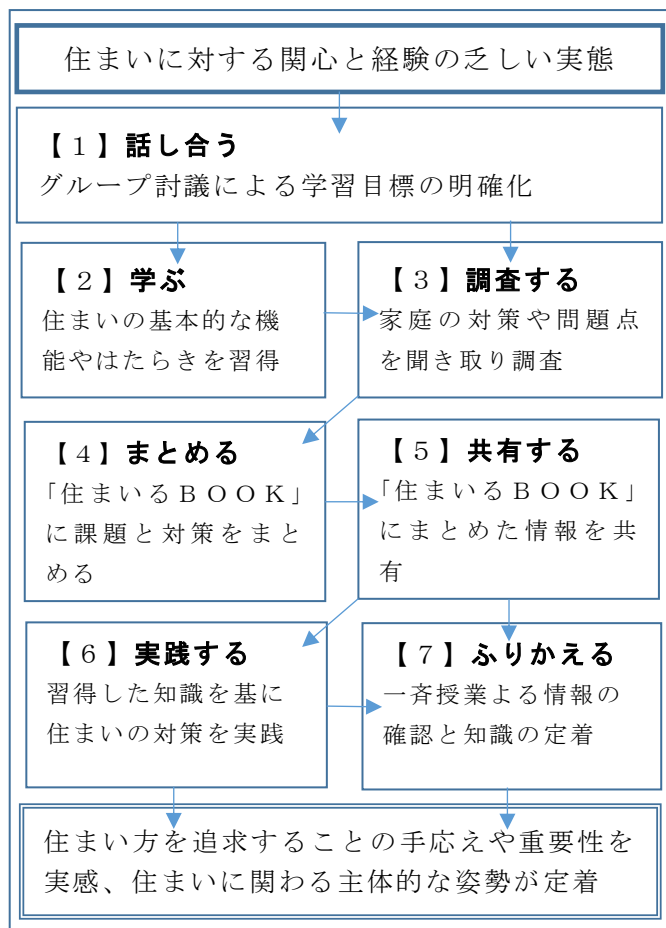 住まいに対する関心と経験の乏しい実態
【１】話し合う
グループ討議による学習目標の明確化
【２】学ぶ
住まいの基本的な機
能やはたらきを習得
【３】調査する
家庭の対策や問題点
を聞き取り調査
【４】まとめる
「住まいるＢＯＯＫ」
に課題と対策をまと
める
【５】共有する
「住まいるＢＯＯＫ」
にまとめた情報を共
有
【６】実践する
習得した知識を基に
住まいの対策を実践
【７】ふりかえる
一斉授業よる情報の
確認と知識の定着
住まい方を追求することの手応えや重要性を
実感、住まいに関わる主体的な姿勢が定着